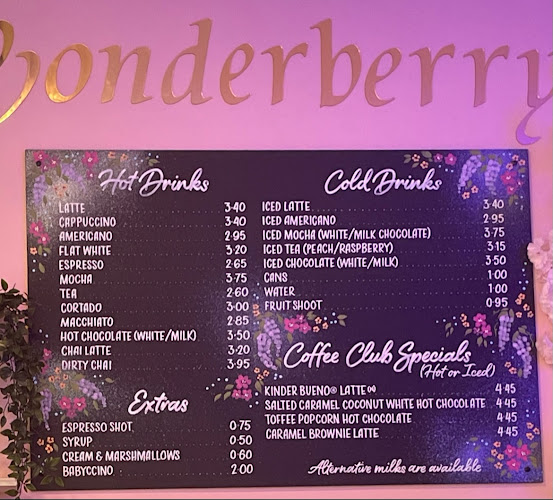 Wonderberry
Hot Drinks
LATTE 3·40
CAPPUCCINO 3·40
AMERICANO 2·95
FLAT WHITE 3·20
ESPRESSO 2·65
MOCHA 3·75
TEA 2·60
CORTADO 3·00
MACCHIATO 2·85
HOT CHOCOLATE (WHITE/MILK) 3·50
CHAI LATTE 3·20
DIRTY CHAI 3·95
Extras
ESPRESSO SHOT 0·75
SYRUP 0·50
CREAM & MARSHMALLOWS 0·60
BABYCCINO 2·00
Cold Drinks
ICED LATTE 3·40
ICED AMERICANO 2·95
ICED MOCHA (WHITE/MILK CHOCOLATE) 3·75
ICED TEA (PEACH/RASPBERRY) 3·15
ICED CHOCOLATE (WHITE/MILK) 3·50
CANS 1·00
WATER 1·00
FRUIT SHOOT 0·95
Coffee Club Specials
(Hot or Iced)
KINDER BUENO® LATTE 4·45
SALTED CARAMEL COCONUT WHITE HOT CHOCOLATE 4·45
TOFFEE POPCORN HOT CHOCOLATE 4·45
CARAMEL BROWNIE LATTE 4·45
Alternative milks are available